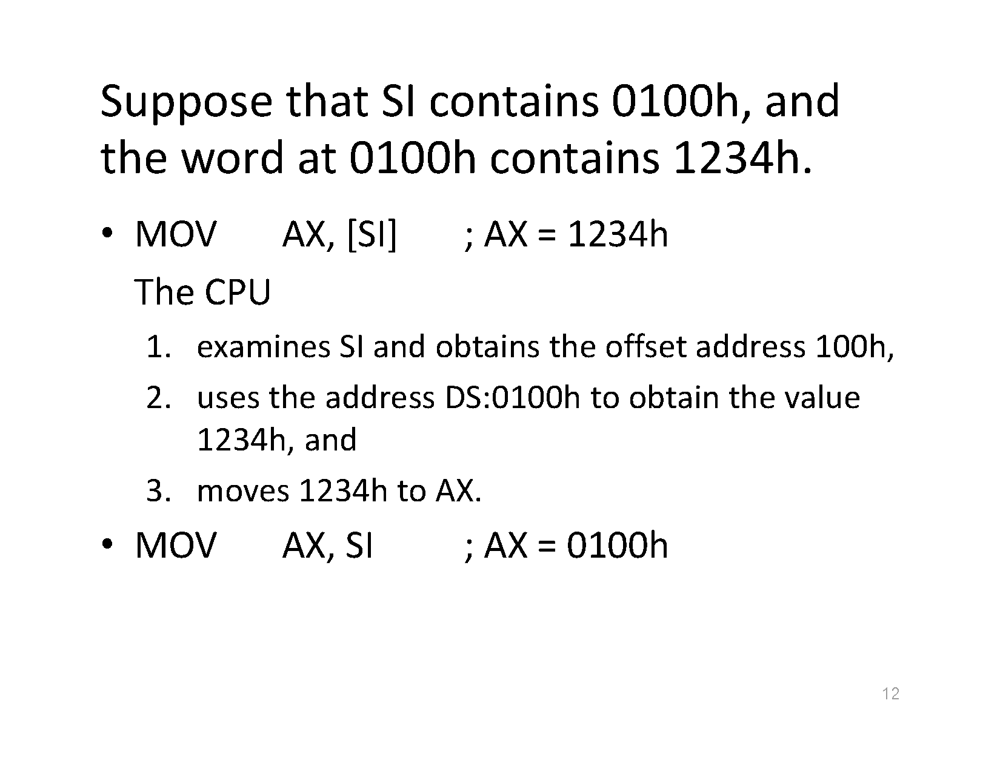 Suppose that SI contains 0100h, and
the word at 0100h contains 1234h.
• MOV AX, [SI] ; AX = 1234h
The CPU
1. examines SI and obtains the offset address 100h,
2. uses the address DS:0100h to obtain the value
1234h, and
3. moves 1234h to AX.
• MOV AX, SI ; AX = 0100h
12